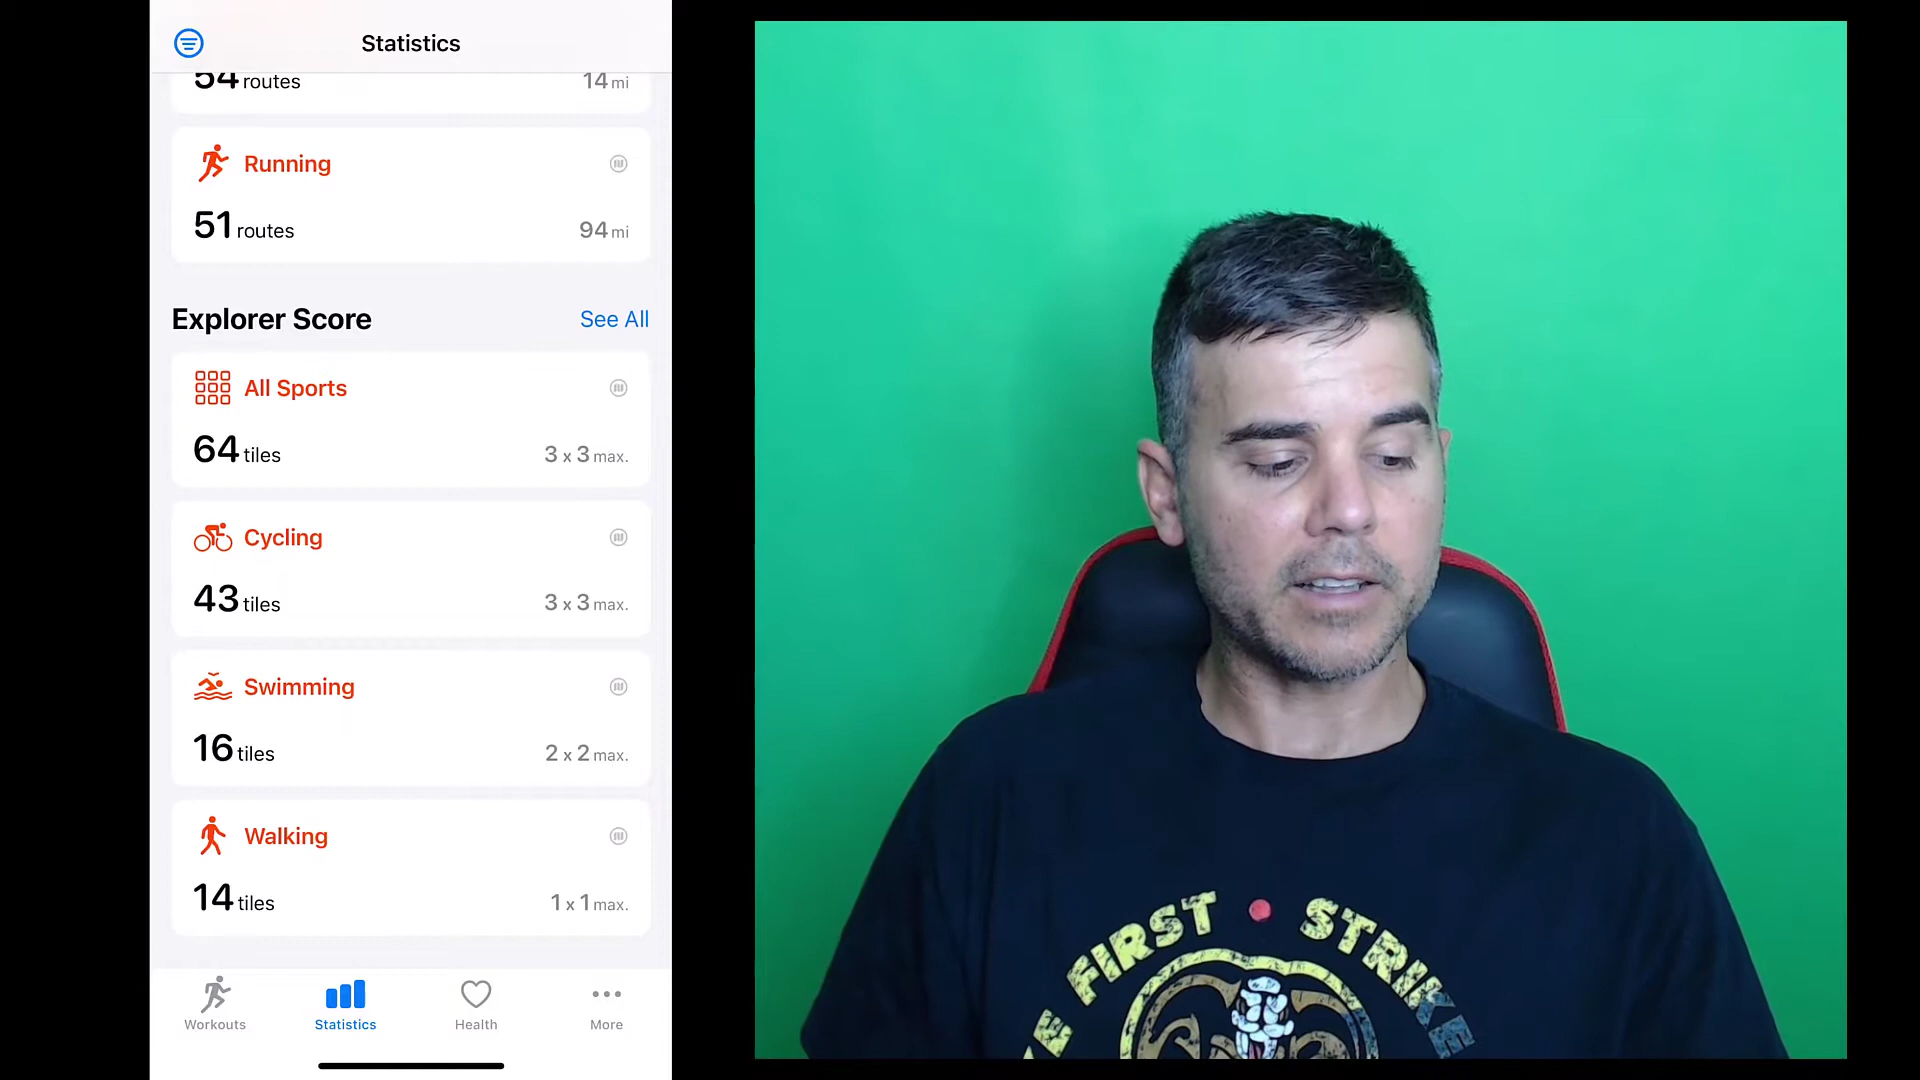 Statistics
54 routes
14 mi
Running
51 routes
94 mi
Explorer Score
See All
All Sports
64 tiles
3 x 3 max.
Cycling
43 tiles
3 x 3 max.
Swimming
16 tiles
2 x 2 max.
Walking
14 tiles
1 x 1 max.
Workouts
Statistics
Health
More
FIRST • STRIKE